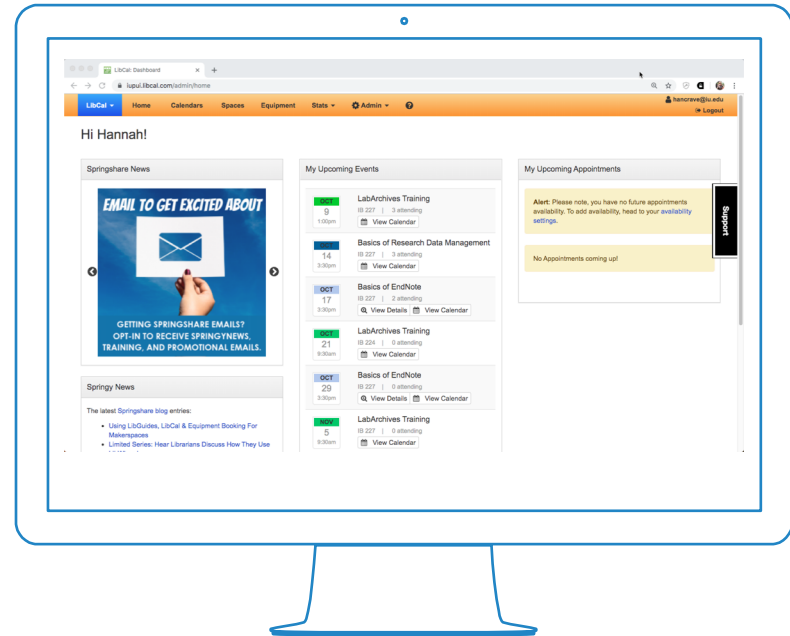 LibCal: Dashboard
iupui.libcal.com/admin/home
LibCal Home Calendars Spaces Equipment Stats Admin
hencrave@iu.edu
Logout
Hi Hannah!
Springshare News
EMAIL TO GET EXCITED ABOUT
GETTING SPRINGSHARE EMAILS?
OPT-IN TO RECEIVE SPRINGYNEWS,
TRAINING, AND PROMOTIONAL EMAILS.
Springy News
The latest Springshare blog entries:
Using LibGuides, LibCal & Equipment Booking For
Makerspaces
Limited Series: Hear Librarians Discuss How They Use
My Upcoming Events
OCT
9
1:00pm
LabArchives Training
IB 227 | 3 attending
View Calendar
OCT
14
3:30pm
Basics of Research Data Management
IB 227 | 3 attending
View Calendar
OCT
17
3:30pm
Basics of EndNote
IB 227 | 2 attending
View Details View Calendar
OCT
21
9:30am
LabArchives Training
IB 224 | 0 attending
View Calendar
OCT
29
3:30pm
Basics of EndNote
IB 227 | 0 attending
View Details View Calendar
NOV
5
9:30am
LabArchives Training
IB 227 | 0 attending
View Calendar
My Upcoming Appointments
Alert: Please note, you have no future appointments
availability. To add availability, head to your availability
settings.
No Appointments coming up!
Support